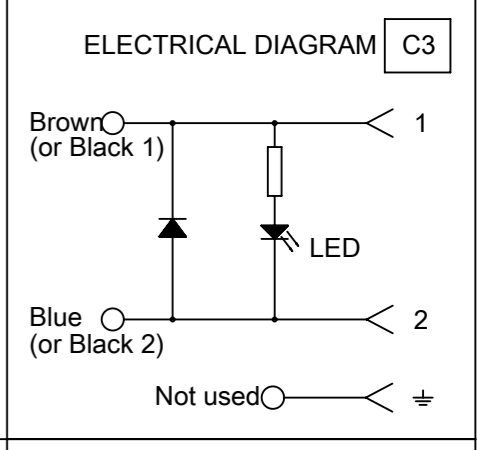 ELECTRICAL DIAGRAM C3
Brown 1
(or Black 1)
LED
Blue 2
(or Black 2)
Not used